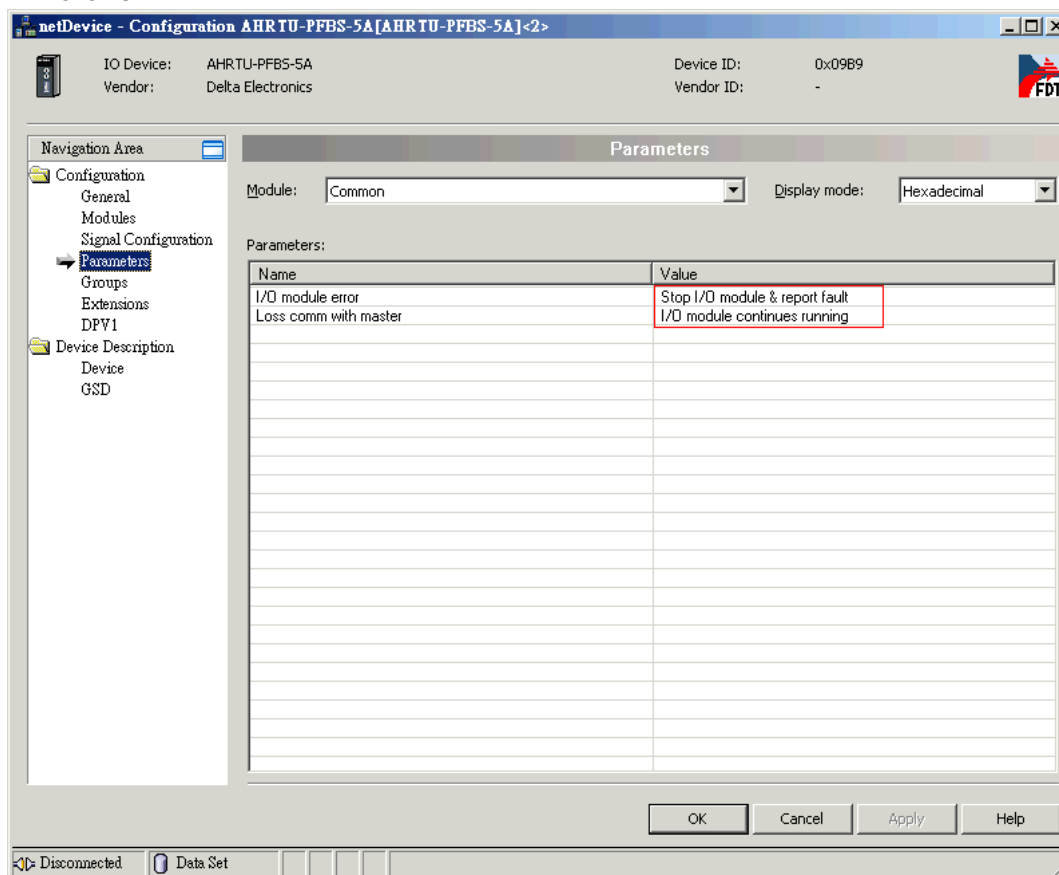 netDevice - Configuration AHRTU-PFBS-5A[AHRTU-PFBS-5A]<2>
IO Device: AHRTU-PFBS-5A Device ID: 0x09B9
Vendor: Delta Electronics Vendor ID: -
FDT
Navigation Area
Configuration
General
Modules
Signal Configuration
Parameters
Groups
Extensions
DPV1
Device Description
Device
GSD
Parameters
Module: Common Display mode: Hexadecimal
Parameters:
Name Value
I/O module error Stop I/O module & report fault
Loss comm with master I/O module continues running
OK Cancel Apply Help
Disconnected Data Set